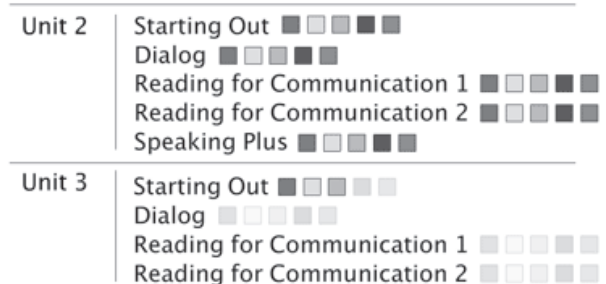 Unit 2
Starting Out
Dialog
Reading for Communication 1
Reading for Communication 2
Speaking Plus
Unit 3
Starting Out
Dialog
Reading for Communication 1
Reading for Communication 2